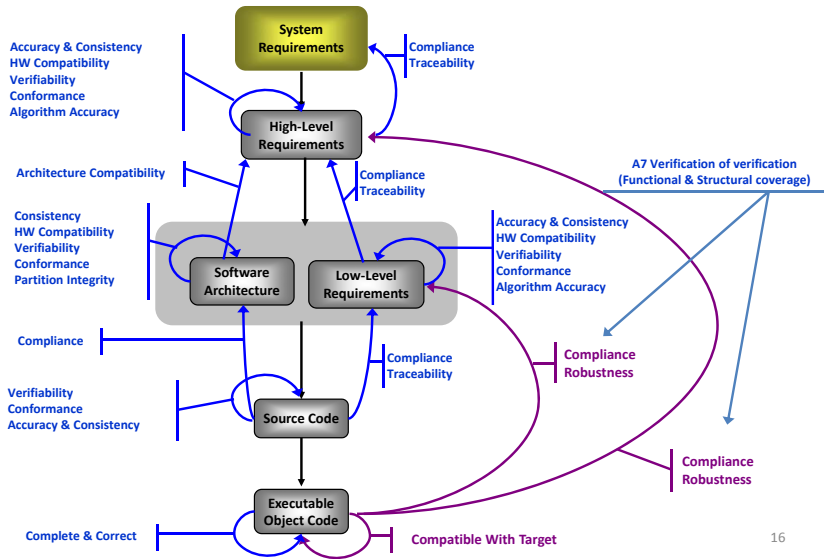 System
Requirements
Accuracy & Consistency
HW Compatibility
Verifiability
Conformance
Algorithm Accuracy
Compliance
Traceability
High-Level
Requirements
A7 Verification of verification
(Functional & Structural coverage)
Architecture Compatibility
Compliance
Traceability
Consistency
HW Compatibility
Verifiability
Conformance
Partition Integrity
Accuracy & Consistency
HW Compatibility
Verifiability
Conformance
Algorithm Accuracy
Software
Architecture
Low-Level
Requirements
Compliance
Compliance
Traceability
Compliance
Robustness
Verifiability
Conformance
Accuracy & Consistency
Source Code
Compliance
Robustness
Executable
Object Code
Complete & Correct
Compatible With Target
16